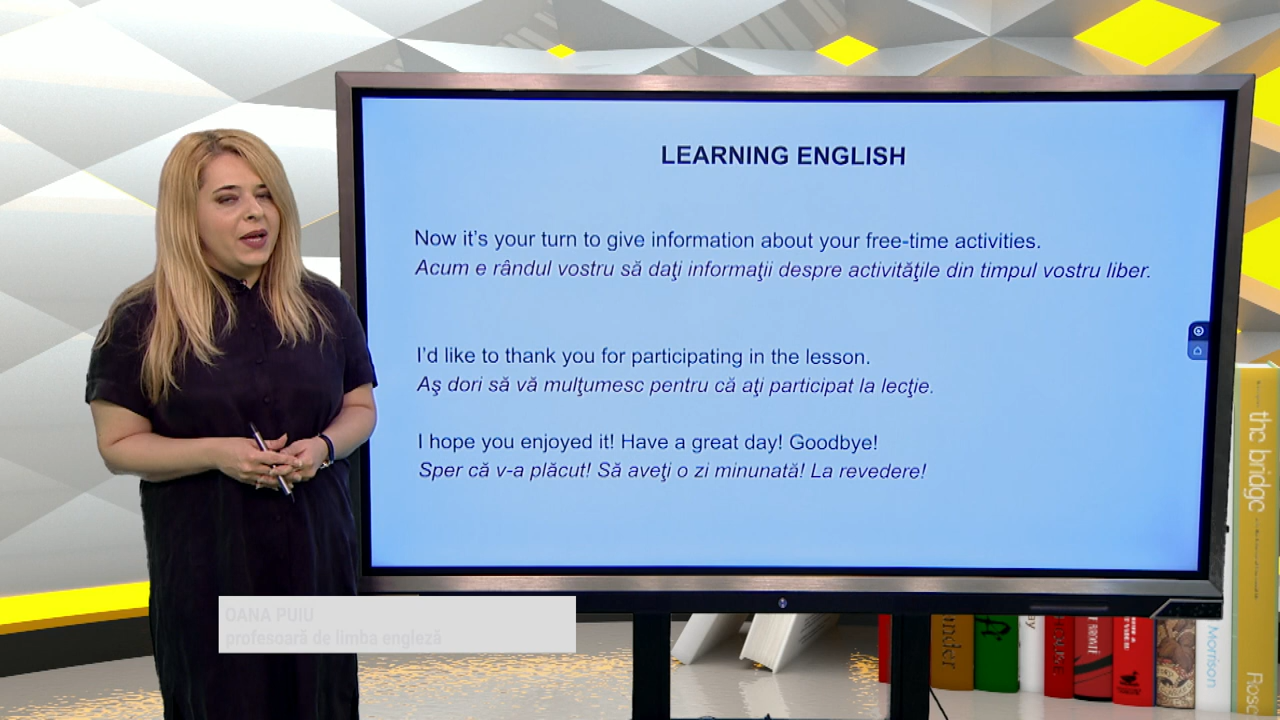 LEARNING ENGLISH
Now it's your turn to give information about your free-time activities.
Acum e rândul vostru să daţi informaţii despre activităţile din timpul vostru liber.
I'd like to thank you for participating in the lesson.
Aş dori să vă mulţumesc pentru că aţi participat la lecţie.
I hope you enjoyed it! Have a great day! Goodbye!
Sper că v-a plăcut! Să aveţi o zi minunată! La revedere!
OANA PUIU
profesoară de limba engleză
the bridge
Morrison